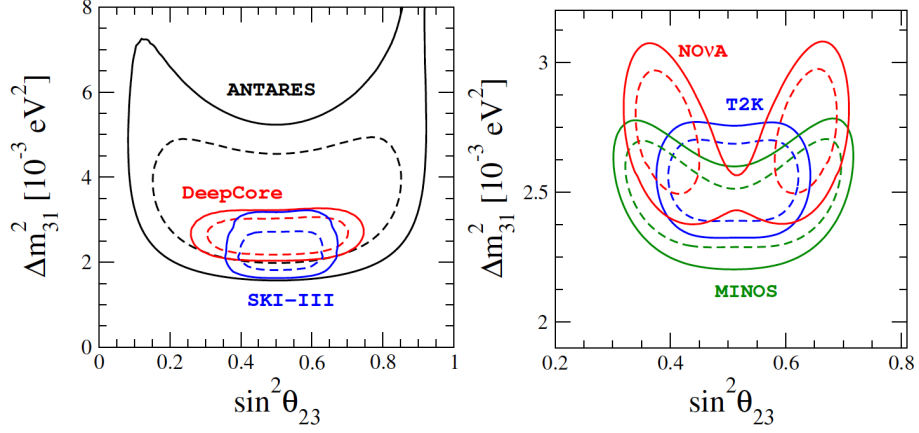 8
6
4
2
0
Δm²₃₁ [10⁻³ eV²]
ANTARES
DeepCore
SKI-III
0 0.2 0.4 0.6 0.8 1
sin²θ₂₃
3
2.5
2
Δm²₃₁ [10⁻³ eV²]
NOνA
T2K
MINOS
0.2 0.4 0.6 0.8
sin²θ₂₃